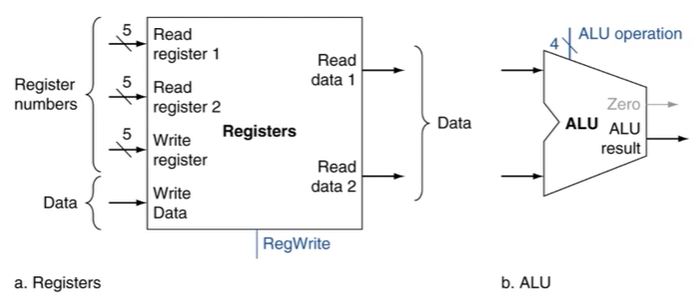 5
Read
register 1
5
Read
register 2
5
Write
register
Write
Data
Register
numbers
Data
Registers
Read
data 1
Read
data 2
Data
RegWrite
a. Registers
4
ALU operation
Zero
ALU
ALU
result
b. ALU